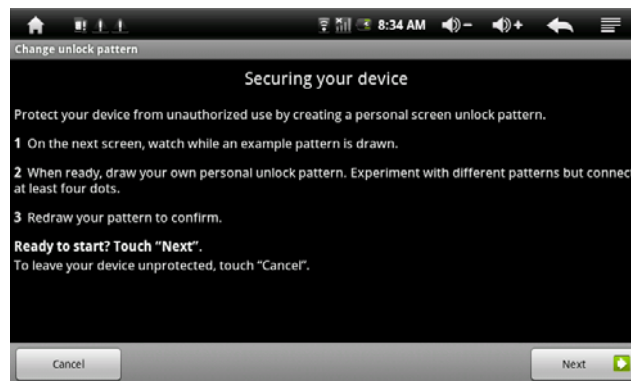 8:34 AM
Change unlock pattern
Securing your device
Protect your device from unauthorized use by creating a personal screen unlock pattern.
1 On the next screen, watch while an example pattern is drawn.
2 When ready, draw your own personal unlock pattern. Experiment with different patterns but connect
at least four dots.
3 Redraw your pattern to confirm.
Ready to start? Touch “Next”.
To leave your device unprotected, touch “Cancel”.
Cancel
Next